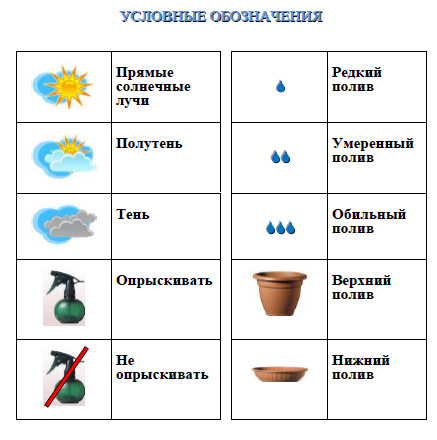 УСЛОВНЫЕ ОБОЗНАЧЕНИЯ
Прямые
солнечные
лучи
Редкий
полив
Полутень
Умеренный
полив
Тень
Обильный
полив
Опрыскивать
Верхний
полив
Не
опрыскивать
Нижний
полив